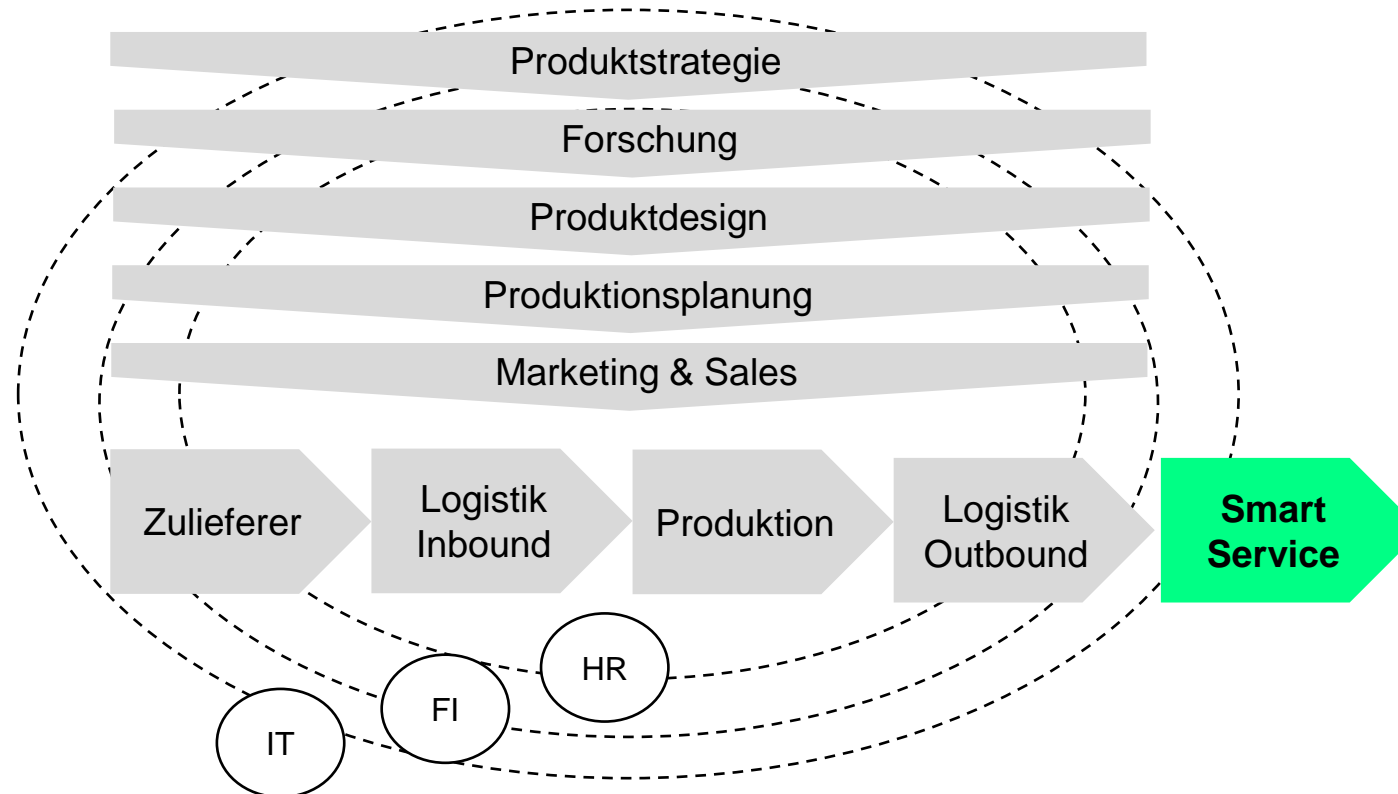 Produktstrategie
Forschung
Produktdesign
Produktionsplanung
Marketing & Sales
Zulieferer
Logistik
Inbound
Produktion
Logistik
Outbound
Smart
Service
HR
FI
IT